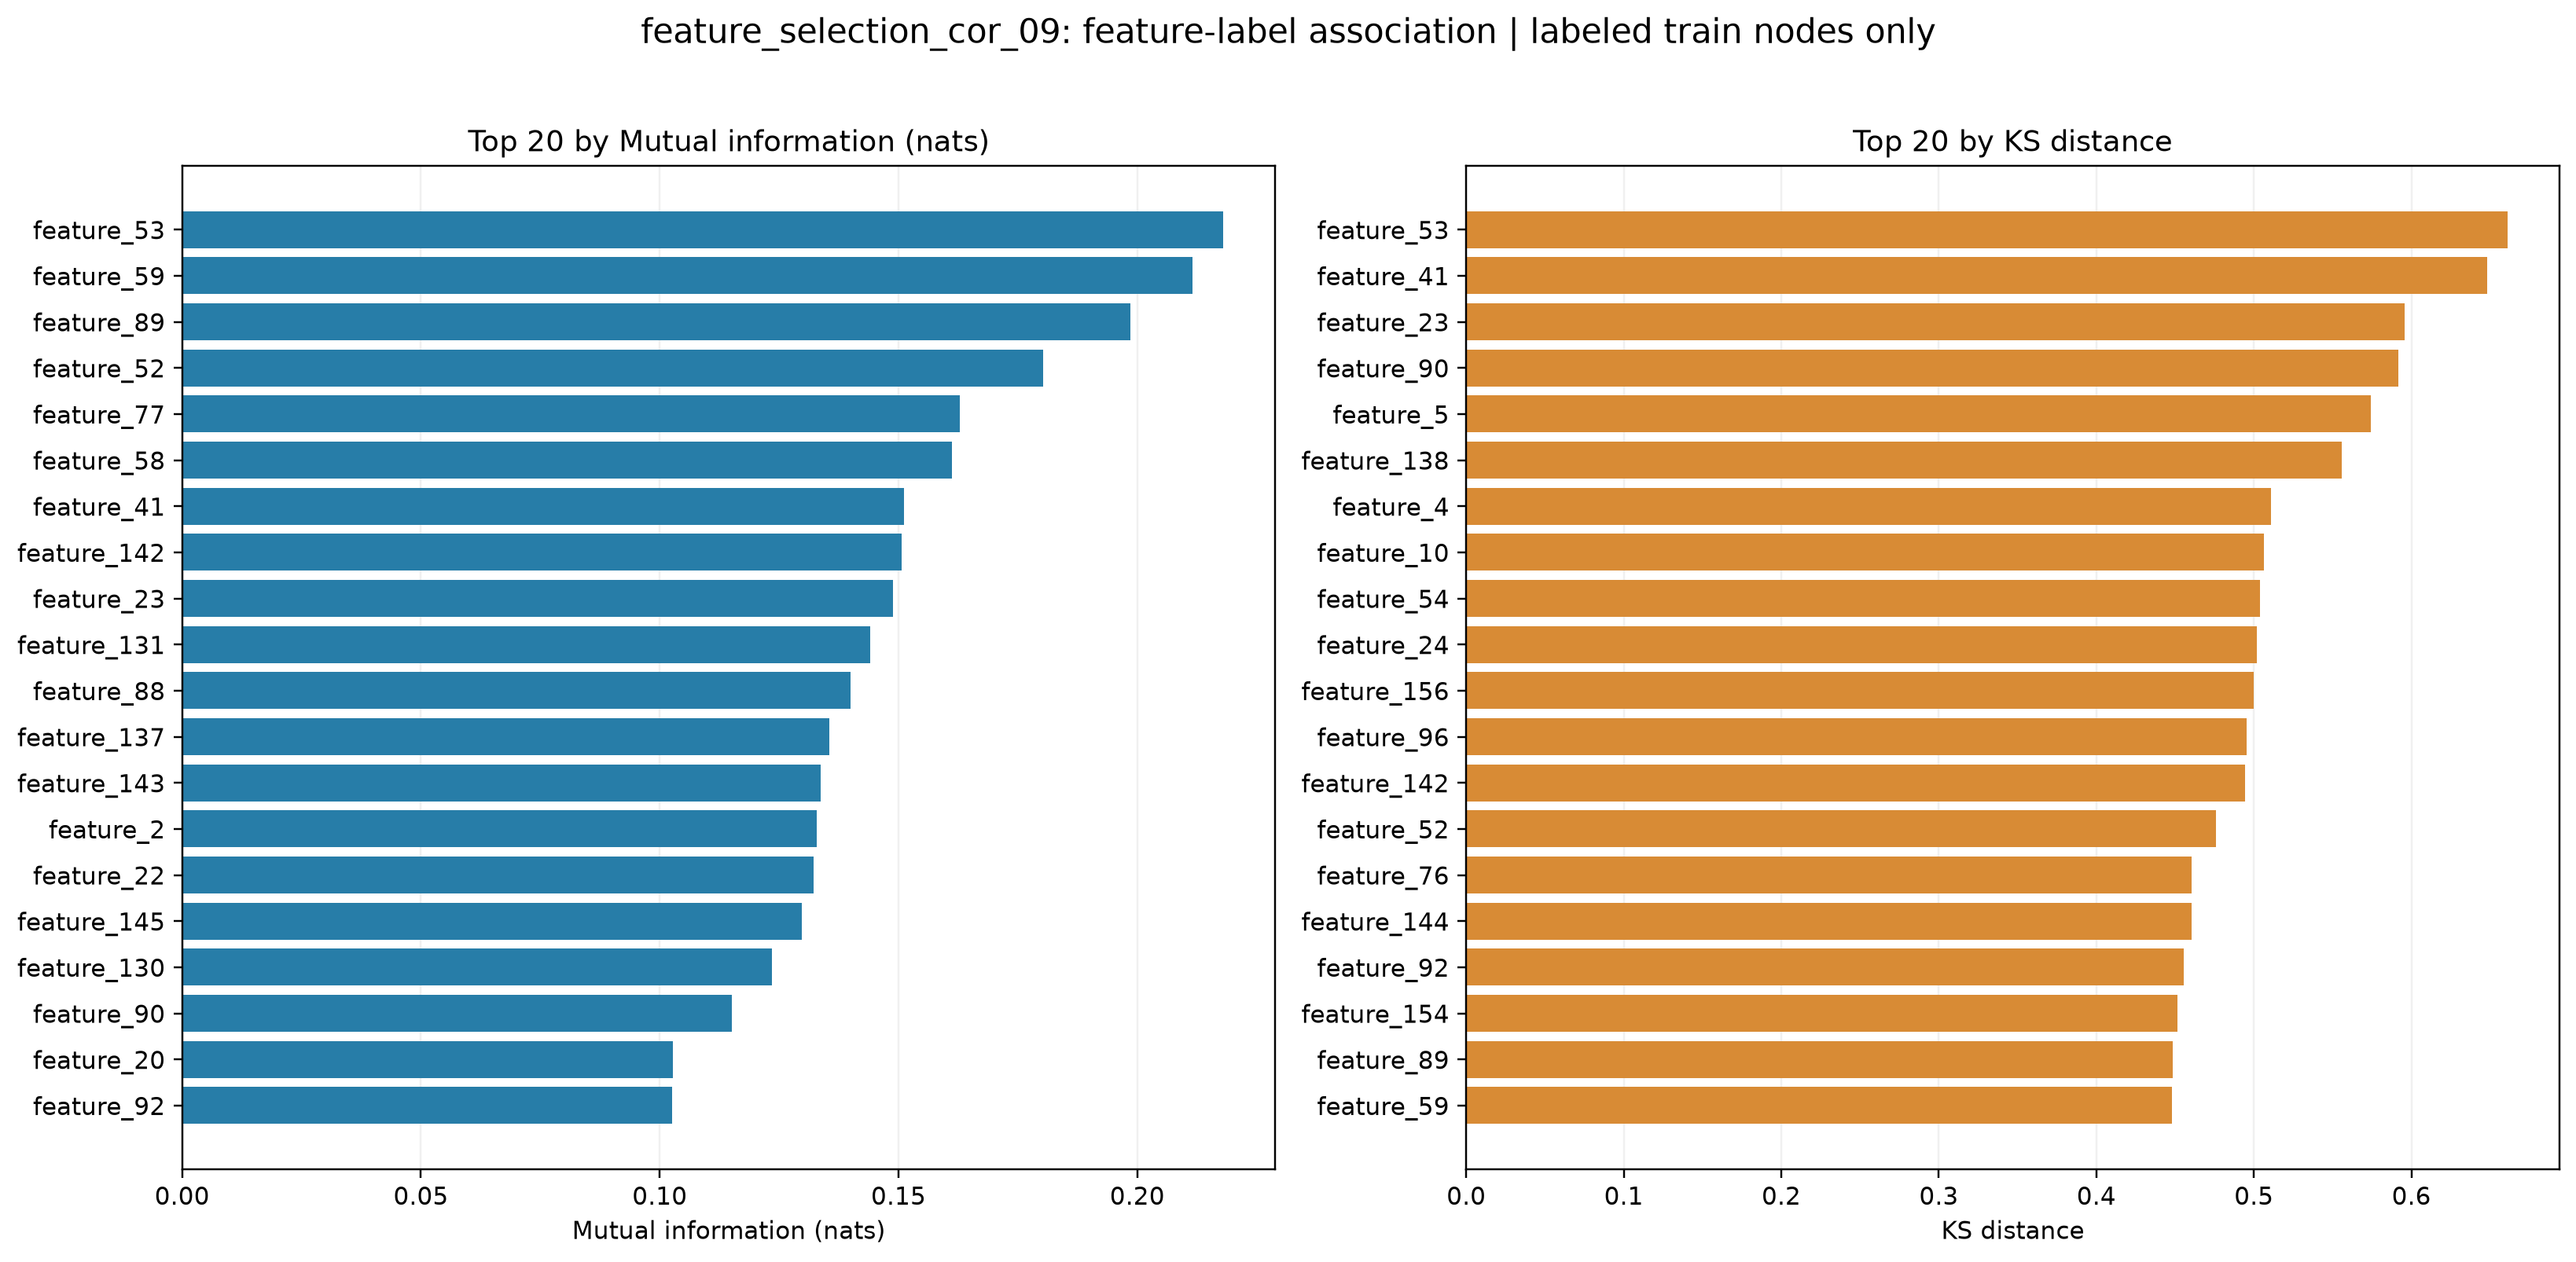 feature_selection_cor_09: feature-label association | labeled train nodes only
Top 20 by Mutual information (nats)
feature_53
feature_59
feature_89
feature_52
feature_77
feature_58
feature_41
feature_142
feature_23
feature_131
feature_88
feature_137
feature_143
feature_2
feature_22
feature_145
feature_130
feature_90
feature_20
feature_92
0.00 0.05 0.10 0.15 0.20
Mutual information (nats)
Top 20 by KS distance
feature_53
feature_41
feature_23
feature_90
feature_5
feature_138
feature_4
feature_10
feature_54
feature_24
feature_156
feature_96
feature_142
feature_52
feature_76
feature_144
feature_92
feature_154
feature_89
feature_59
0.0 0.1 0.2 0.3 0.4 0.5 0.6
KS distance